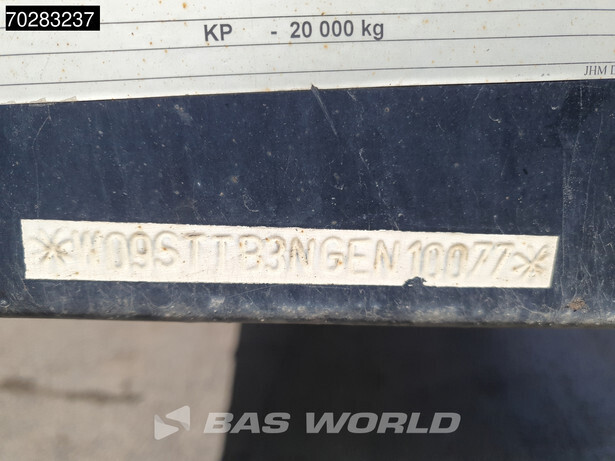 70283237
KP - 20 000 kg
JHM D
*W09STTB3NGEN10077*
BAS WORLD